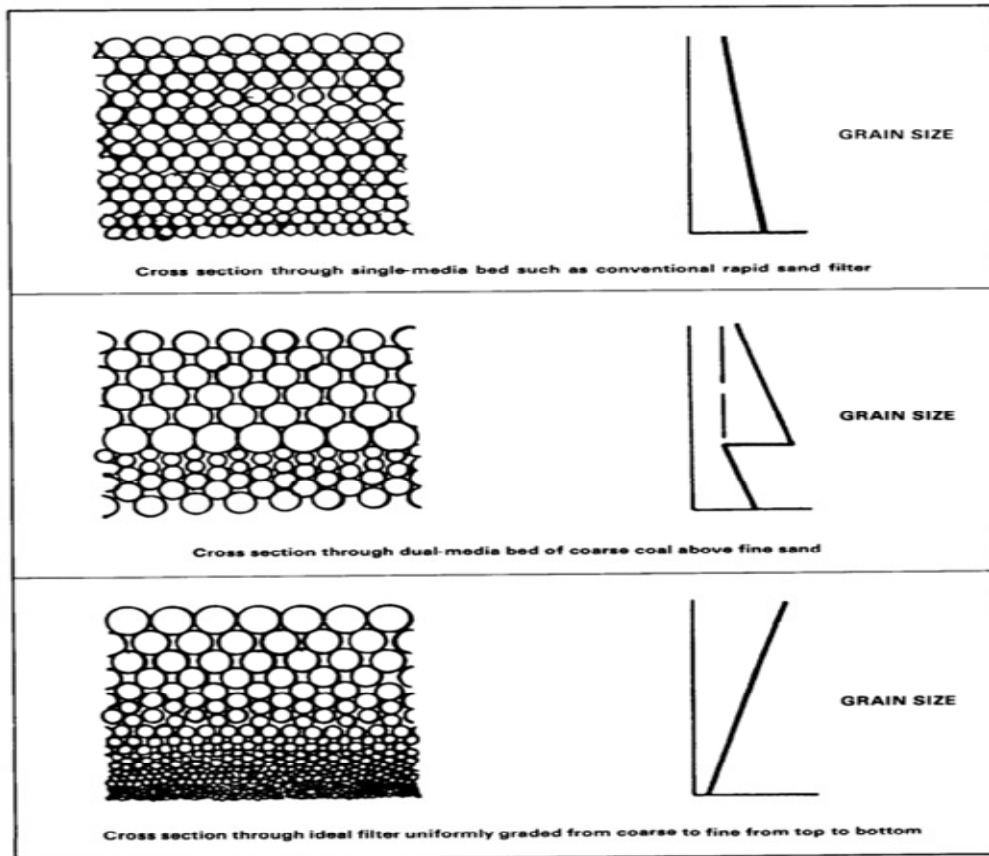 GRAIN SIZE
Cross section through single-media bed such as conventional rapid sand filter
GRAIN SIZE
Cross section through dual-media bed of coarse coal above fine sand
GRAIN SIZE
Cross section through ideal filter uniformly graded from coarse to fine from top to bottom